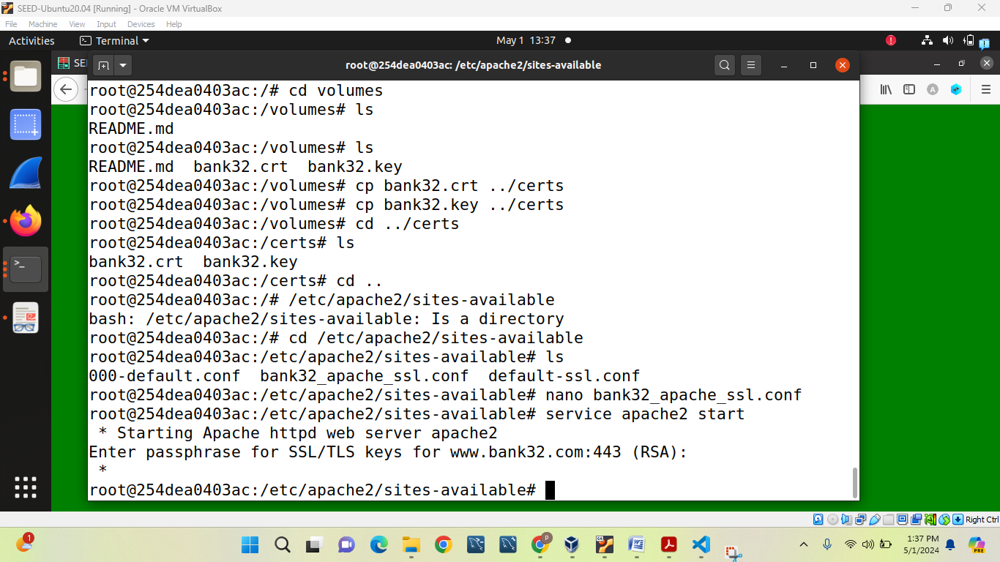 SEED-Ubuntu20.04 [Running] - Oracle VM VirtualBox
File Machine View Input Devices Help
Activities Terminal May 1 13:37
SEE
root@254dea0403ac: /etc/apache2/sites-available
root@254dea0403ac:/# cd volumes
root@254dea0403ac:/volumes# ls
README.md
root@254dea0403ac:/volumes# ls
README.md bank32.crt bank32.key
root@254dea0403ac:/volumes# cp bank32.crt ../certs
root@254dea0403ac:/volumes# cp bank32.key ../certs
root@254dea0403ac:/volumes# cd ../certs
root@254dea0403ac:/certs# ls
bank32.crt bank32.key
root@254dea0403ac:/certs# cd ..
root@254dea0403ac:/# /etc/apache2/sites-available
bash: /etc/apache2/sites-available: Is a directory
root@254dea0403ac:/# cd /etc/apache2/sites-available
root@254dea0403ac:/etc/apache2/sites-available# ls
000-default.conf bank32_apache_ssl.conf default-ssl.conf
root@254dea0403ac:/etc/apache2/sites-available# nano bank32_apache_ssl.conf
root@254dea0403ac:/etc/apache2/sites-available# service apache2 start
* Starting Apache httpd web server apache2
Enter passphrase for SSL/TLS keys for www.bank32.com:443 (RSA):
*
root@254dea0403ac:/etc/apache2/sites-available#
Right Ctrl
1
P
1:37 PM
5/1/2024
PRE